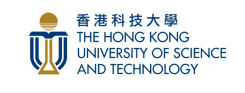 香港科技大學
THE HONG KONG
UNIVERSITY OF SCIENCE
AND TECHNOLOGY